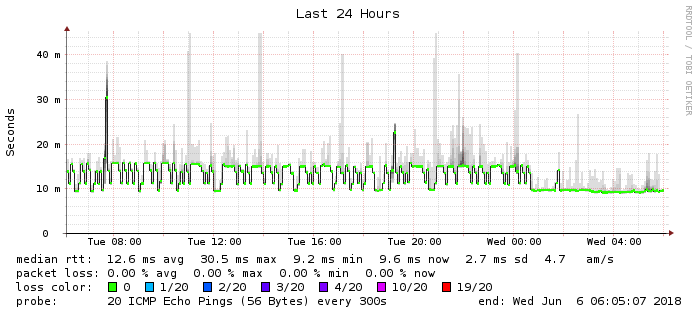 Last 24 Hours
RRDTOOL / TOBI OETIKER
Seconds
40 m
30 m
20 m
10 m
0
Tue 08:00 Tue 12:00 Tue 16:00 Tue 20:00 Wed 00:00 Wed 04:00
median rtt: 12.6 ms avg 30.5 ms max 9.2 ms min 9.6 ms now 2.7 ms sd 4.7 am/s
packet loss: 0.00 % avg 0.00 % max 0.00 % min 0.00 % now
loss color: 0 1/20 2/20 3/20 4/20 10/20 19/20
probe: 20 ICMP Echo Pings (56 Bytes) every 300s end: Wed Jun 6 06:05:07 2018